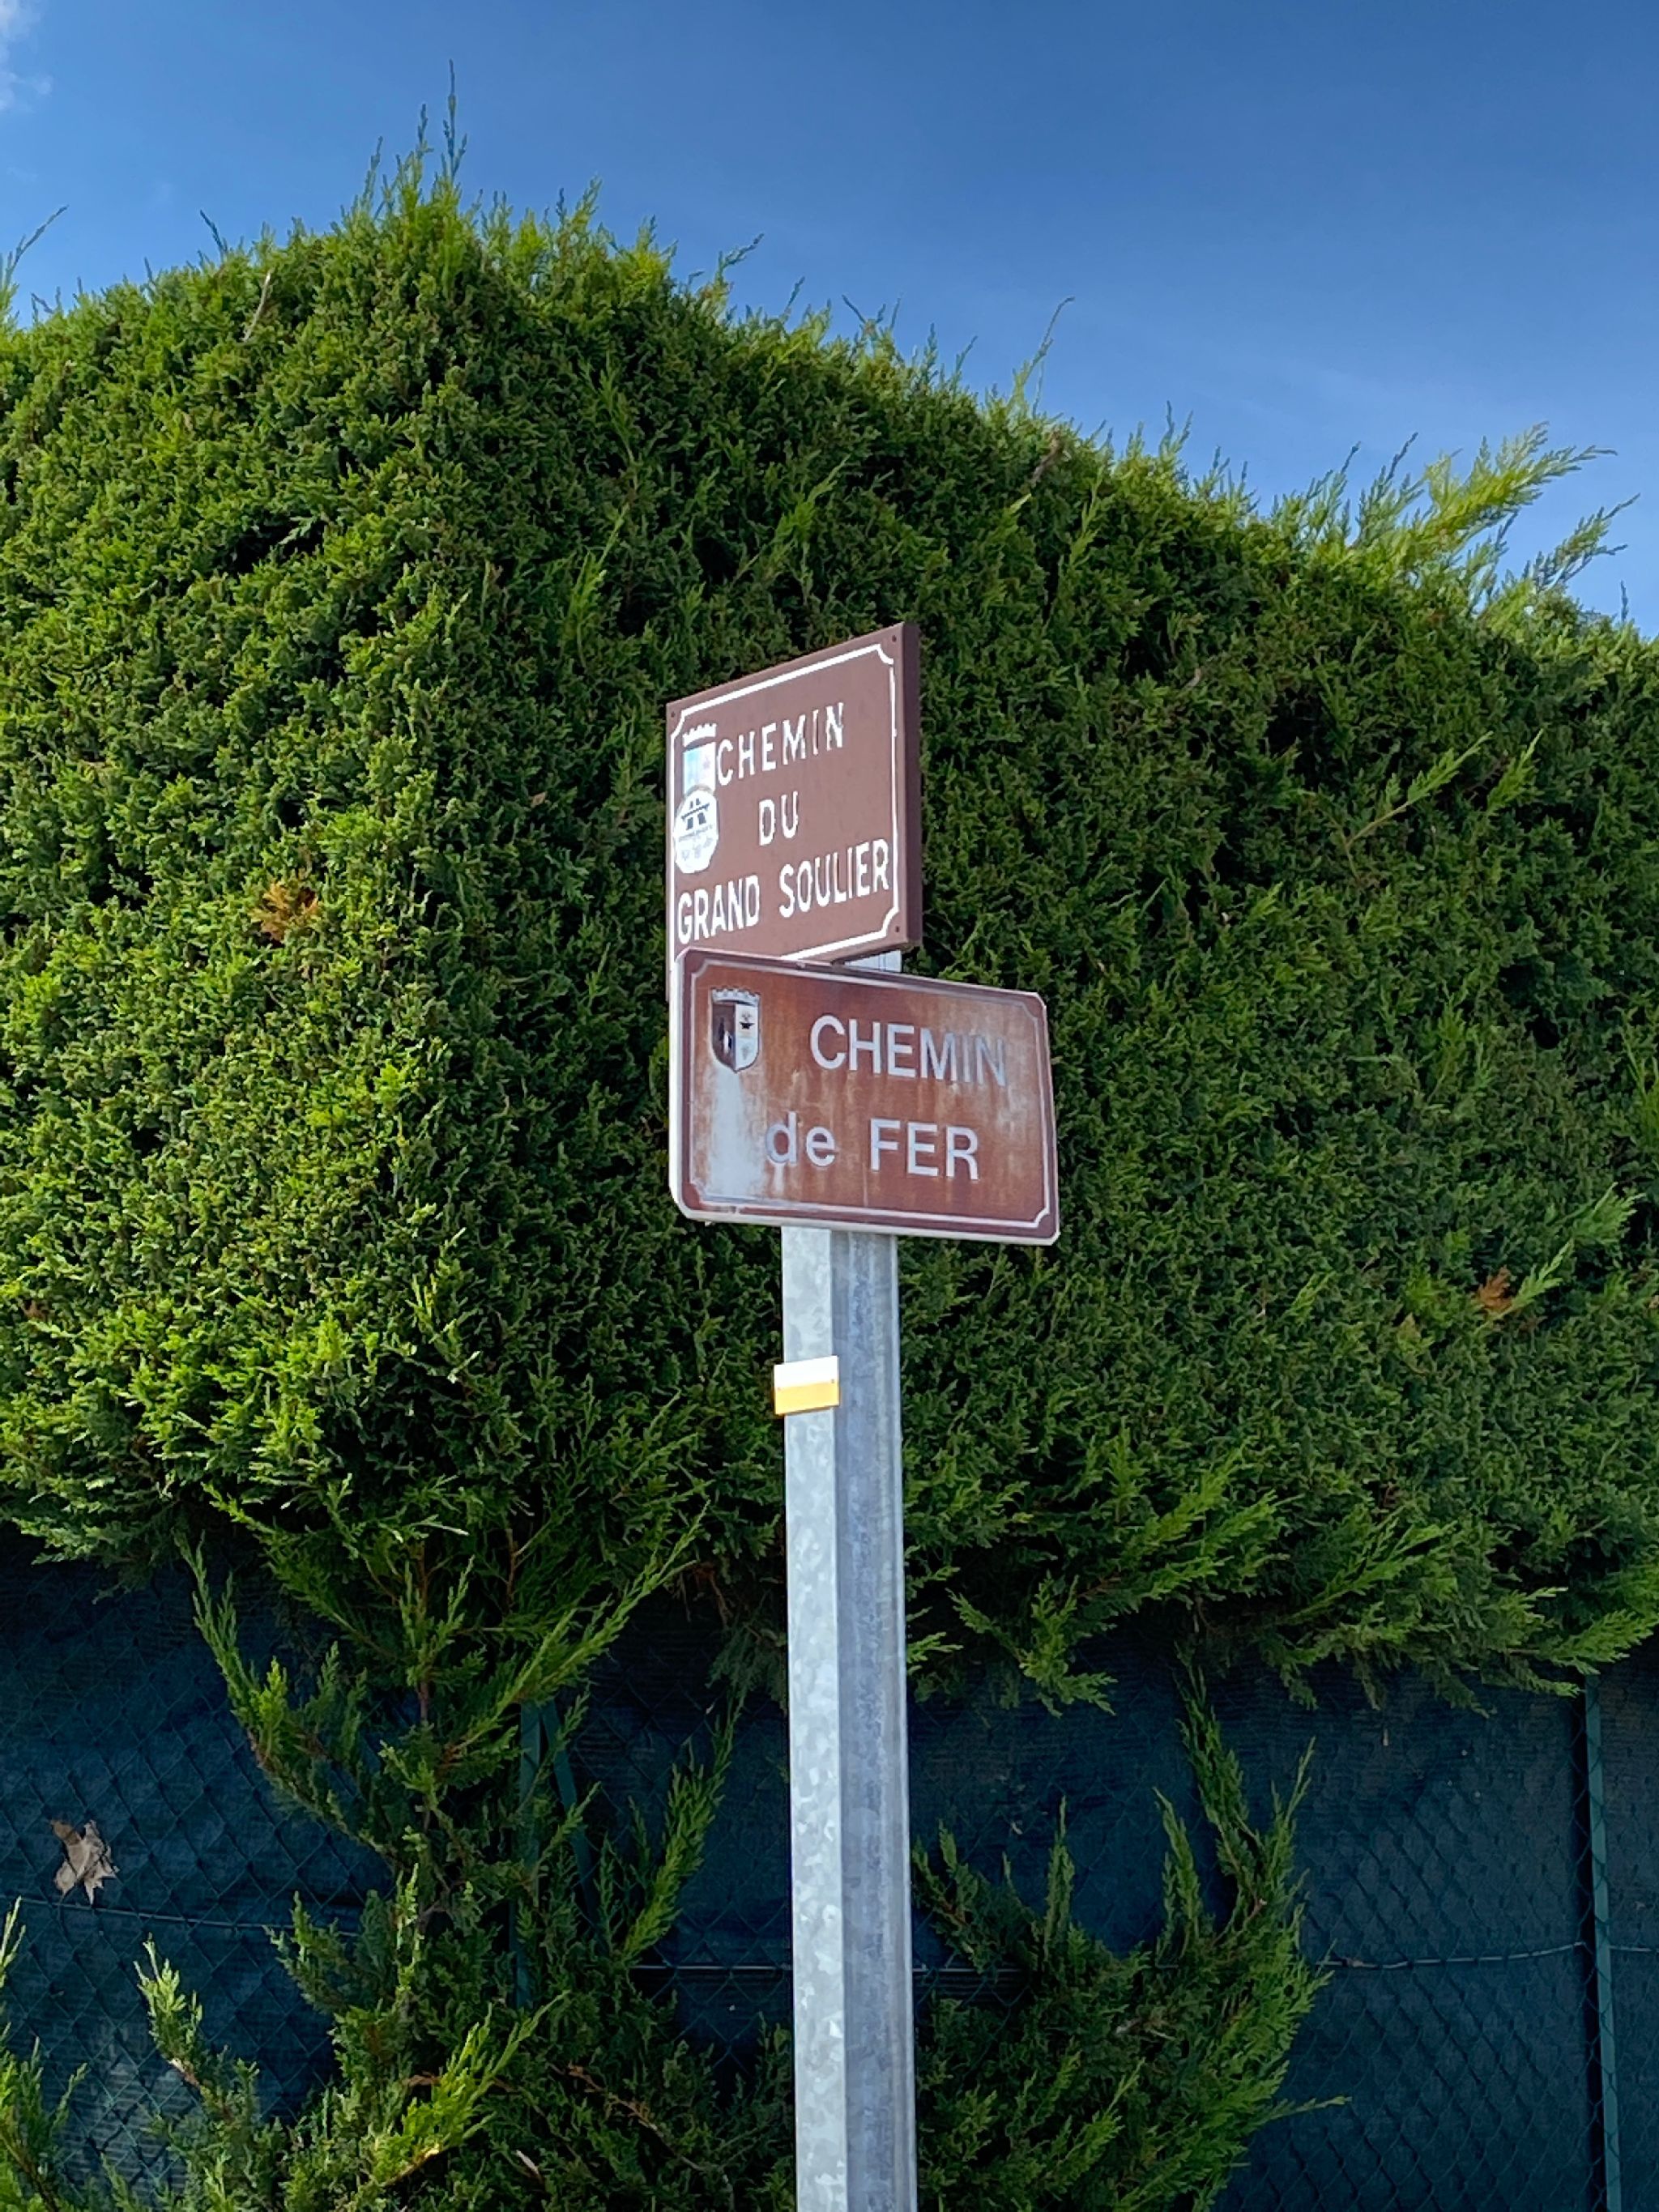 CHEMIN
DU
GRAND SOULIER
CHEMIN
de FER